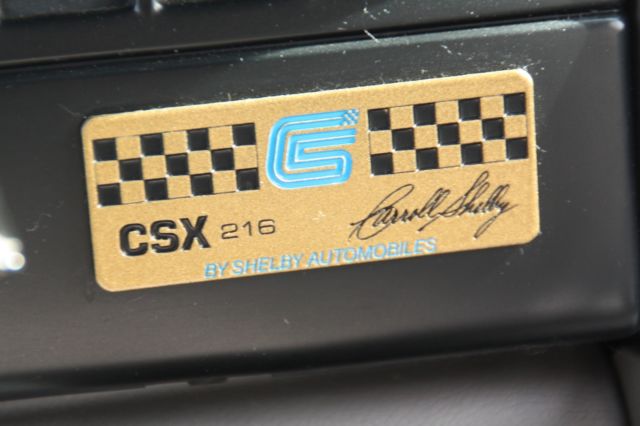 CSX 216
Carroll Shelby
BY SHELBY AUTOMOBILES